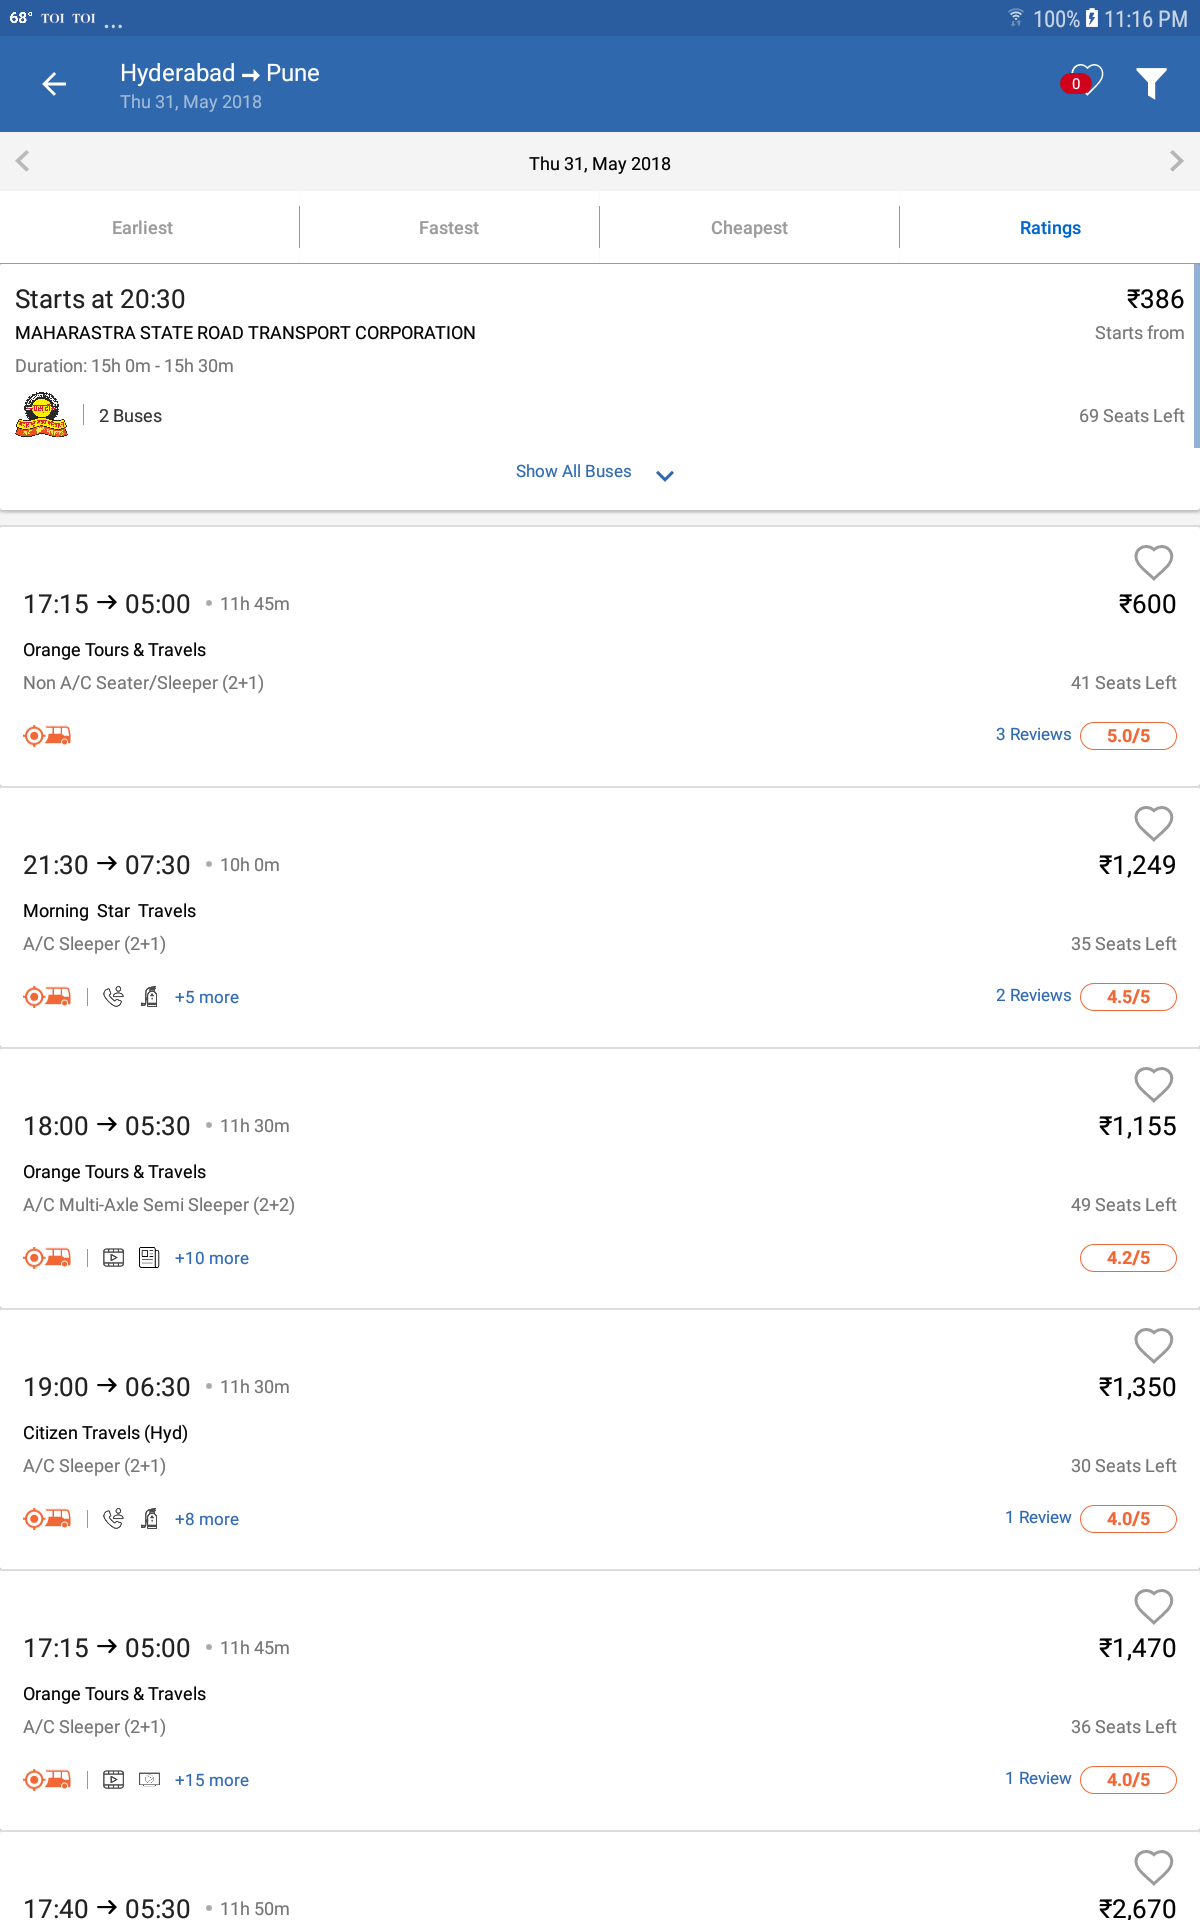 68° TOI TOI ... 100% 11:16 PM
Hyderabad → Pune
Thu 31, May 2018
0
Thu 31, May 2018
Earliest Fastest Cheapest Ratings
Starts at 20:30 ₹386
MAHARASTRA STATE ROAD TRANSPORT CORPORATION Starts from
Duration: 15h 0m - 15h 30m
2 Buses 69 Seats Left
Show All Buses
17:15 → 05:00 • 11h 45m ₹600
Orange Tours & Travels
Non A/C Seater/Sleeper (2+1) 41 Seats Left
3 Reviews 5.0/5
21:30 → 07:30 • 10h 0m ₹1,249
Morning Star Travels
A/C Sleeper (2+1) 35 Seats Left
+5 more 2 Reviews 4.5/5
18:00 → 05:30 • 11h 30m ₹1,155
Orange Tours & Travels
A/C Multi-Axle Semi Sleeper (2+2) 49 Seats Left
+10 more 4.2/5
19:00 → 06:30 • 11h 30m ₹1,350
Citizen Travels (Hyd)
A/C Sleeper (2+1) 30 Seats Left
+8 more 1 Review 4.0/5
17:15 → 05:00 • 11h 45m ₹1,470
Orange Tours & Travels
A/C Sleeper (2+1) 36 Seats Left
+15 more 1 Review 4.0/5
17:40 → 05:30 • 11h 50m ₹2,670